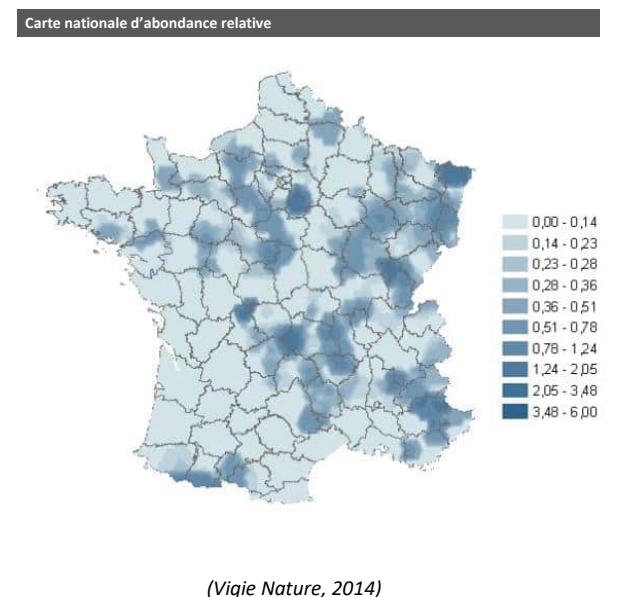 Carte nationale d'abondance relative
0,00 - 0,14
0,14 - 0,23
0,23 - 0,28
0,28 - 0,36
0,36 - 0,51
0,51 - 0,78
0,78 - 1,24
1,24 - 2,05
2,05 - 3,48
3,48 - 6,00
(Vigie Nature, 2014)